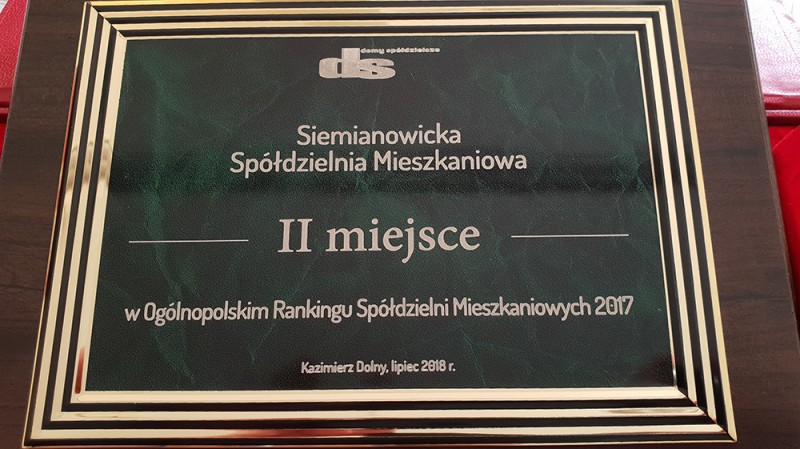 domy spółdzielcze
ds
Siemianowicka
Spółdzielnia Mieszkaniowa
II miejsce
w Ogólnopolskim Rankingu Spółdzielni Mieszkaniowych 2017
Kazimierz Dolny, lipiec 2018 r.